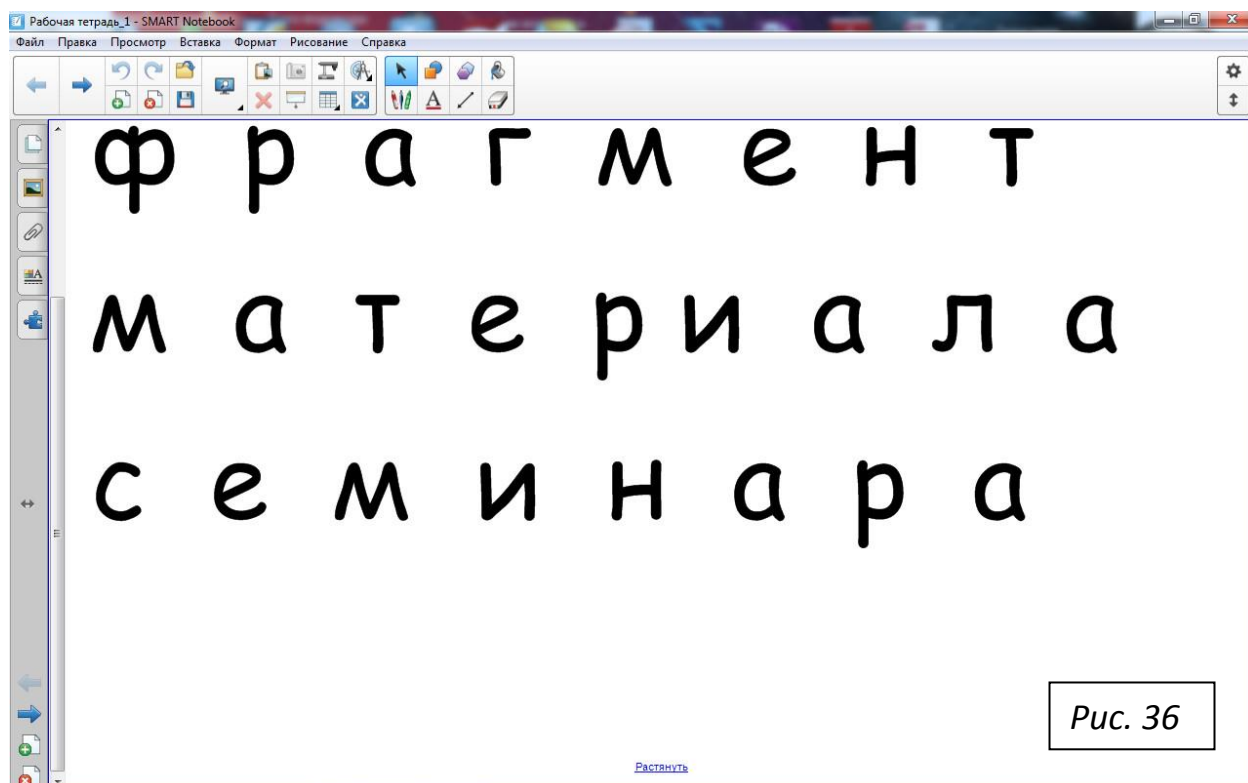 Рабочая тетрадь_1 - SMART Notebook
Файл Правка Просмотр Вставка Формат Рисование Справка
ф р а г м е н т
м а т е р и а л а
с е м и н а р а
Рис. 36
Растянуть